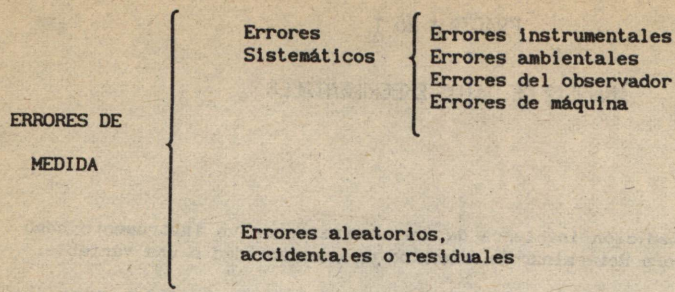 ERRORES DE
MEDIDA
Errores
Sistemáticos
Errores instrumentales
Errores ambientales
Errores del observador
Errores de máquina
Errores aleatorios,
accidentales o residuales